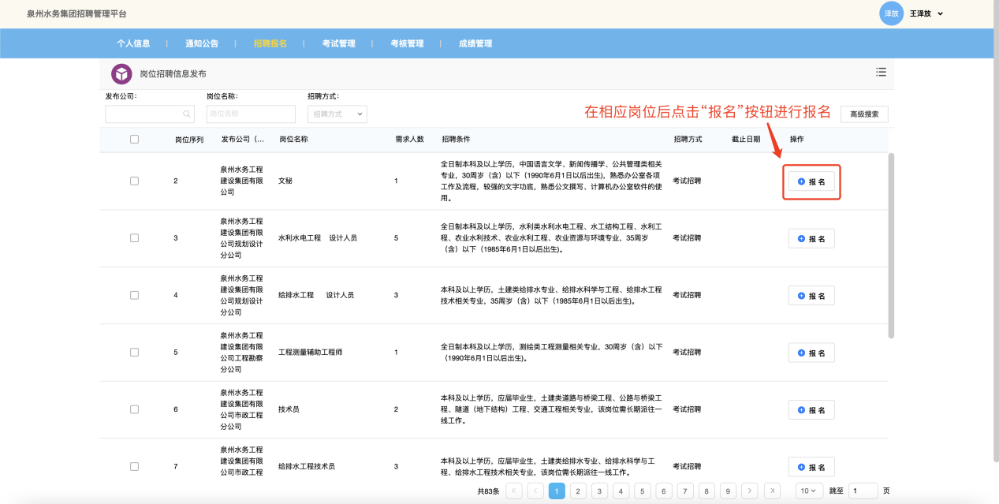 泉州水务集团招聘管理平台
泽放 王泽放
个人信息 | 通知公告 | 招聘报名 | 考试管理 | 考核管理 | 成绩管理
岗位招聘信息发布
发布公司: 岗位名称: 招聘方式:
岗位名称 招聘方式 高级搜索
在相应岗位后点击“报名”按钮进行报名
岗位序列 发布公司（... 岗位名称 需求人数 招聘条件 招聘方式 截止日期 操作
2
泉州水务工程
建设集团有限
公司
文秘
1
全日制本科及以上学历，中国语言文学、新闻传播学、公共管理类相关
专业，30周岁（含）以下（1990年6月1日以后出生)，熟悉办公室各项
工作及流程，较强的文字功底，熟悉公文撰写、计算机办公室软件的使
用。
考试招聘
报 名
3
泉州水务工程
建设集团有限
公司规划设计
分公司
水利水电工程 设计人员
5
全日制本科及以上学历，水利类水利水电工程、水工结构工程、水利工
程、农业水利技术、农业水利工程、农业资源与环境专业，35周岁
（含）以下（1985年6月1日以后出生)。
考试招聘
报 名
4
泉州水务工程
建设集团有限
公司规划设计
分公司
给排水工程 设计人员
3
本科及以上学历，土建类给排水专业、给排水科学与工程、给排水工程
技术相关专业，35周岁（含）以下（1985年6月1日以后出生)。
考试招聘
报 名
5
泉州水务工程
建设集团有限
公司工程勘察
分公司
工程测量辅助工程师
1
全日制本科及以上学历，测绘类工程测量相关专业，30周岁（含）以下
（1990年6月1日以后出生)。
考试招聘
报 名
6
泉州水务工程
建设集团有限
公司市政工程
分公司
技术员
2
本科及以上学历，应届毕业生，土建类道路与桥梁工程、公路与桥梁工
程、隧道（地下结构）工程、交通工程相关专业，该岗位需长期派往一
线工作。
考试招聘
报 名
7
泉州水务工程
建设集团有限
公司市政工程
给排水工程技术员
3
本科及以上学历，应届毕业生，土建类给排水专业、给排水科学与工
程、给排水工程技术相关专业，该岗位需长期派往一线工作。
考试招聘
报 名
共83条 1 2 3 4 5 6 7 8 9 10 跳至 1 页